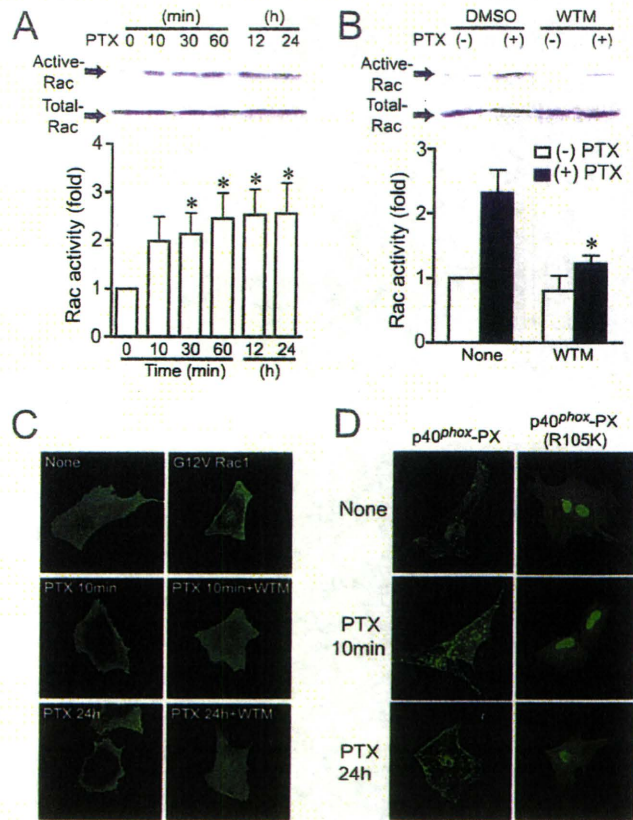 A
(min) (h)
PTX 0 10 30 60 12 24
Active-
Rac
Total-
Rac
Rac activity (fold)
4
3
2
1
0
* * * *
0 10 30 60 12 24
Time (min) (h)
B
DMSO WTM
PTX (-) (+) (-) (+)
Active-
Rac
Total-
Rac
Rac activity (fold)
3
2
1
0
(-) PTX
(+) PTX
*
None WTM
C
None
G12V Rac1
PTX 10min
PTX 10min+WTM
PTX 24h
PTX 24h+WTM
D
p40phox-PX
p40phox-PX
(R105K)
None
PTX
10min
PTX
24h